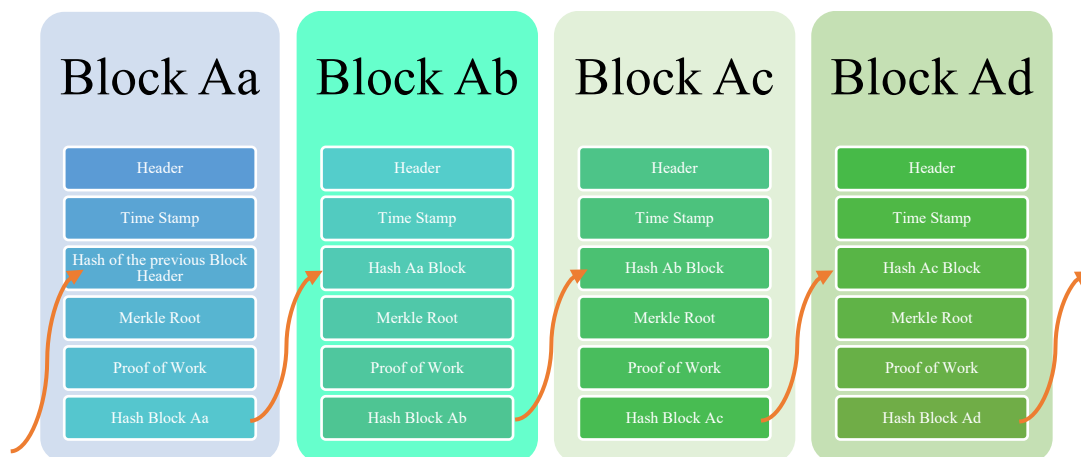 Block Aa
Header
Time Stamp
Hash of the previous Block
Header
Merkle Root
Proof of Work
Hash Block Aa
Block Ab
Header
Time Stamp
Hash Aa Block
Merkle Root
Proof of Work
Hash Block Ab
Block Ac
Header
Time Stamp
Hash Ab Block
Merkle Root
Proof of Work
Hash Block Ac
Block Ad
Header
Time Stamp
Hash Ac Block
Merkle Root
Proof of Work
Hash Block Ad